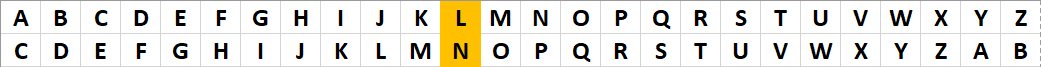 A B C D E F G H I J K L M N O P Q R S T U V W X Y Z
C D E F G H I J K L M N O P Q R S T U V W X Y Z A B